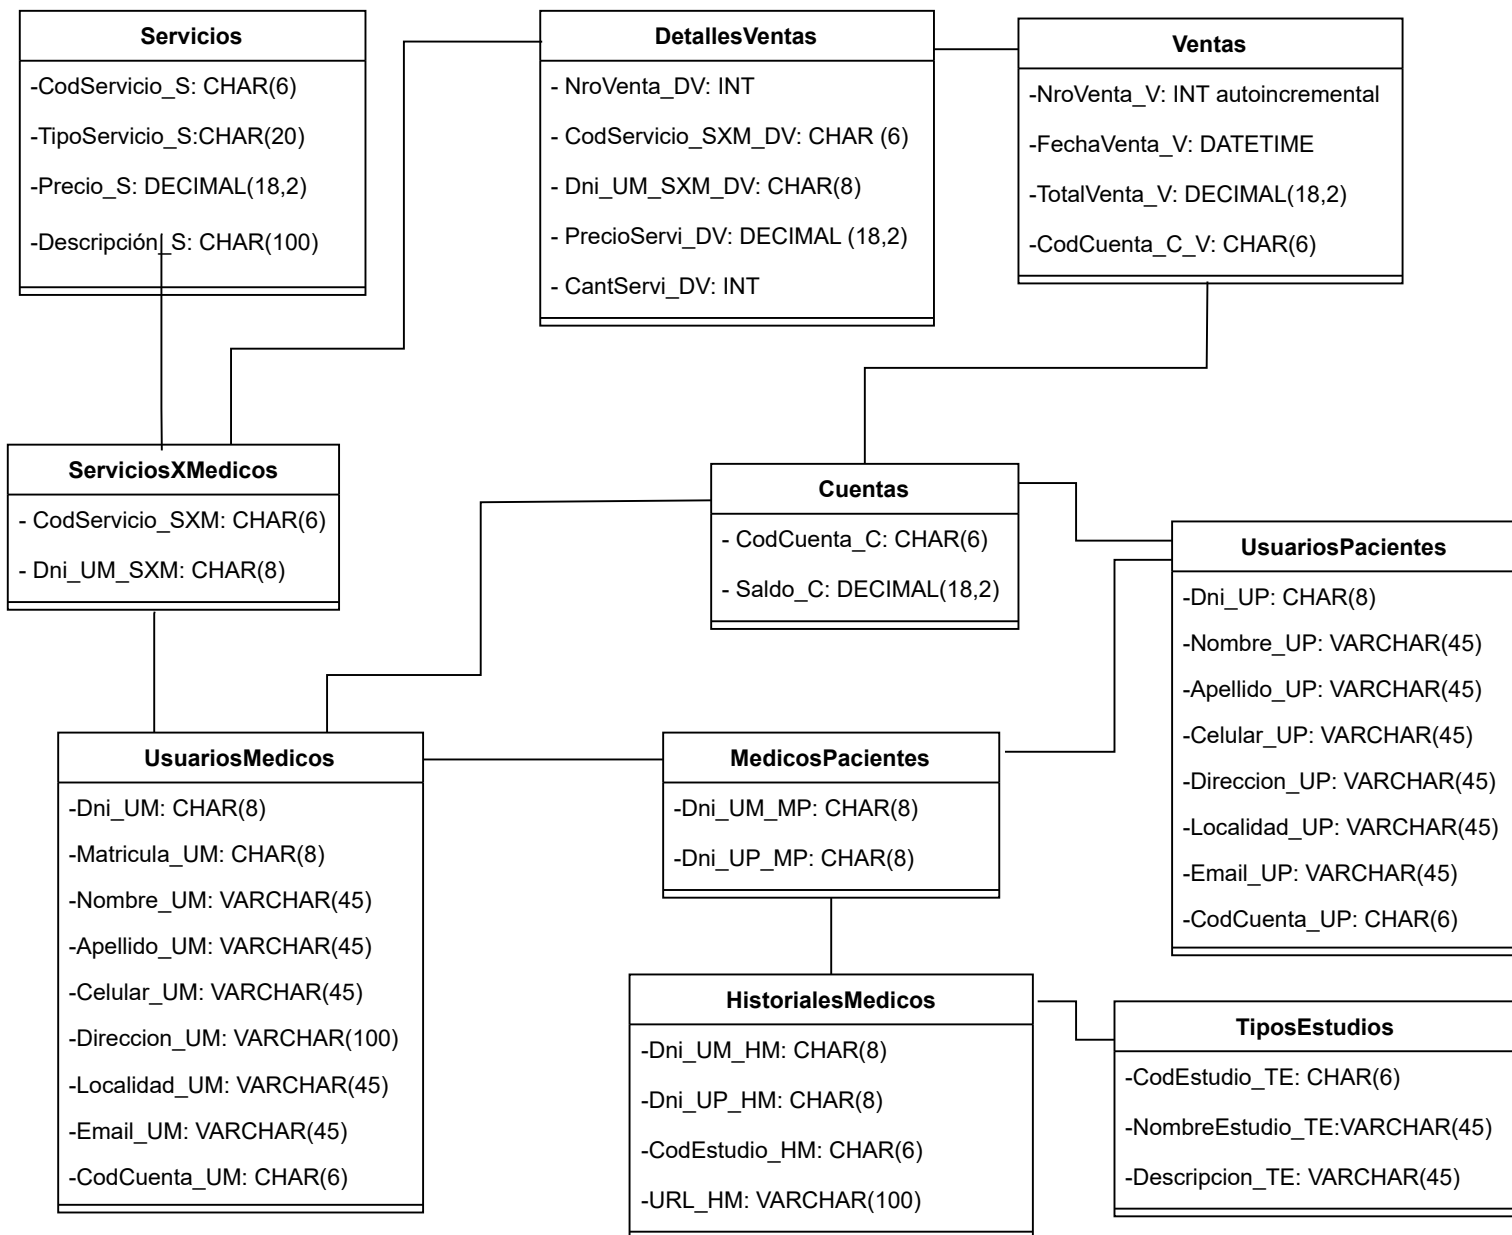 Servicios
-CodServicio_S: CHAR(6)
-TipoServicio_S:CHAR(20)
-Precio_S: DECIMAL(18,2)
-Descripción_S: CHAR(100)
DetallesVentas
- NroVenta_DV: INT
- CodServicio_SXM_DV: CHAR (6)
- Dni_UM_SXM_DV: CHAR(8)
- PrecioServi_DV: DECIMAL (18,2)
- CantServi_DV: INT
Ventas
-NroVenta_V: INT autoincremental
-FechaVenta_V: DATETIME
-TotalVenta_V: DECIMAL(18,2)
-CodCuenta_C_V: CHAR(6)
ServiciosXMedicos
- CodServicio_SXM: CHAR(6)
- Dni_UM_SXM: CHAR(8)
Cuentas
- CodCuenta_C: CHAR(6)
- Saldo_C: DECIMAL(18,2)
UsuariosPacientes
-Dni_UP: CHAR(8)
-Nombre_UP: VARCHAR(45)
-Apellido_UP: VARCHAR(45)
-Celular_UP: VARCHAR(45)
-Direccion_UP: VARCHAR(45)
-Localidad_UP: VARCHAR(45)
-Email_UP: VARCHAR(45)
-CodCuenta_UP: CHAR(6)
UsuariosMedicos
-Dni_UM: CHAR(8)
-Matricula_UM: CHAR(8)
-Nombre_UM: VARCHAR(45)
-Apellido_UM: VARCHAR(45)
-Celular_UM: VARCHAR(45)
-Direccion_UM: VARCHAR(100)
-Localidad_UM: VARCHAR(45)
-Email_UM: VARCHAR(45)
-CodCuenta_UM: CHAR(6)
MedicosPacientes
-Dni_UM_MP: CHAR(8)
-Dni_UP_MP: CHAR(8)
HistorialesMedicos
-Dni_UM_HM: CHAR(8)
-Dni_UP_HM: CHAR(8)
-CodEstudio_HM: CHAR(6)
-URL_HM: VARCHAR(100)
TiposEstudios
-CodEstudio_TE: CHAR(6)
-NombreEstudio_TE:VARCHAR(45)
-Descripcion_TE: VARCHAR(45)